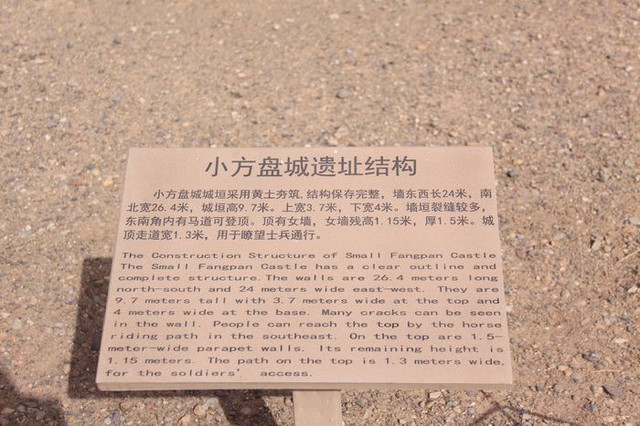 小方盘城遗址结构
小方盘城城垣采用黄土夯筑,结构保存完整，墙东西长24米，南
北宽26.4米，城垣高9.7米。上宽3.7米，下宽4米。墙垣裂缝较多，
东南角内有马道可登顶。顶有女墙，女墙残高1.15米，厚1.5米。城
顶走道宽1.3米，用于瞭望士兵通行。
The Construction Structure of Small Fangpan Castle
The Small Fangpan Castle has a clear outline and
complete structure.The walls are 26.4 meters long
north-south and 24 meters wide east-west. They are
9.7 meters tall with 3.7 meters wide at the top and
4 meters wide at the base. Many cracks can be seen
in the wall. People can reach the top by the horse
riding path in the southeast. On the top are 1.5-
meter-wide parapet walls. Its remaining height is
1.15 meters. The path on the top is 1.3 meters wide,
for the soldiers' access.